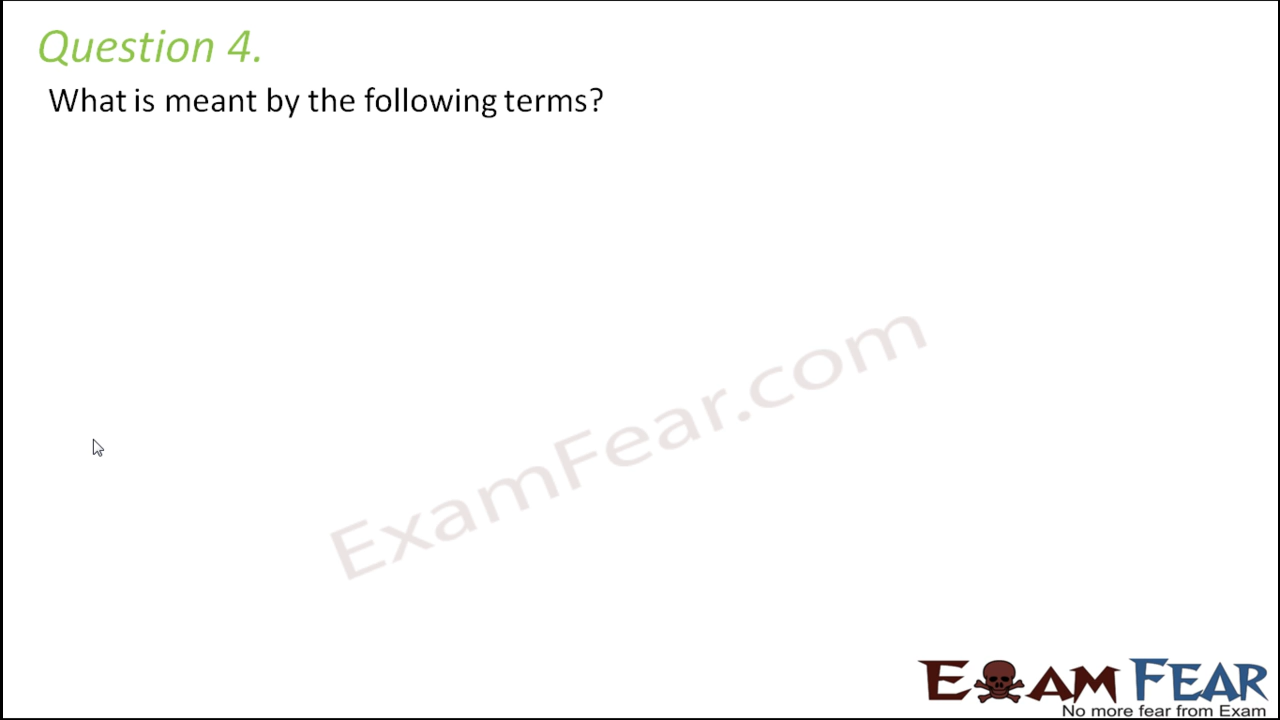 Question 4.
What is meant by the following terms?
ExamFear.com
EXAM FEAR
No more fear from Exam